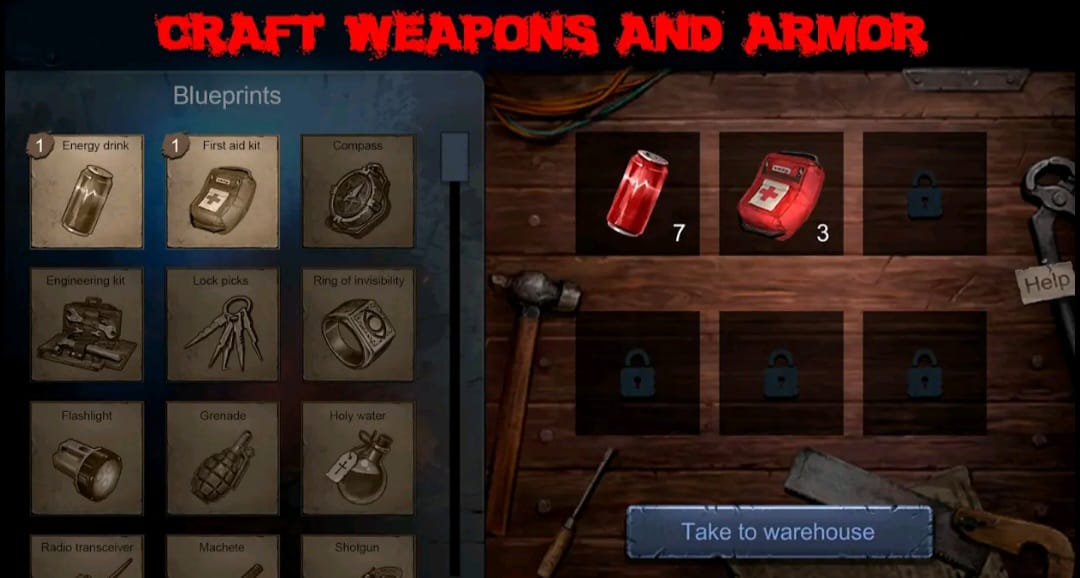 CRAFT WEAPONS AND ARMOR
Blueprints
1 Energy drink
1 First aid kit
Compass
7
3
Engineering kit
Lock picks
Ring of invisibility
Help
Flashlight
Grenade
Holy water
Take to warehouse
Radio transceiver
Machete
Shotgun